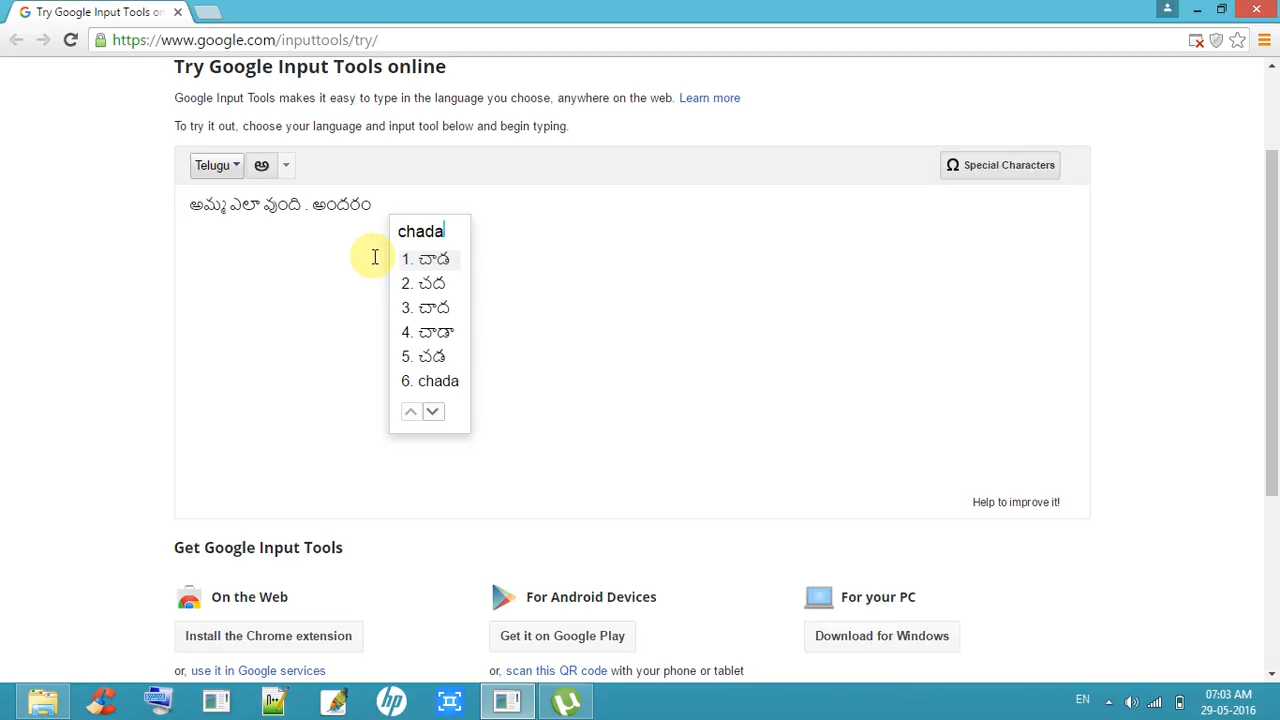 Try Google Input Tools on
https://www.google.com/inputtools/try/
Try Google Input Tools online
Google Input Tools makes it easy to type in the language you choose, anywhere on the web. Learn more
To try it out, choose your language and input tool below and begin typing.
Telugu అ Ω Special Characters
అమ్మ ఎలా వుంది . అందరం
chada
1. చాడ
2. చద
3. చాద
4. చాడా
5. చడ
6. chada
Help to improve it!
Get Google Input Tools
On the Web For Android Devices For your PC
Install the Chrome extension Get it on Google Play Download for Windows
or, use it in Google services or, scan this QR code with your phone or tablet
EN 07:03 AM
29-05-2016